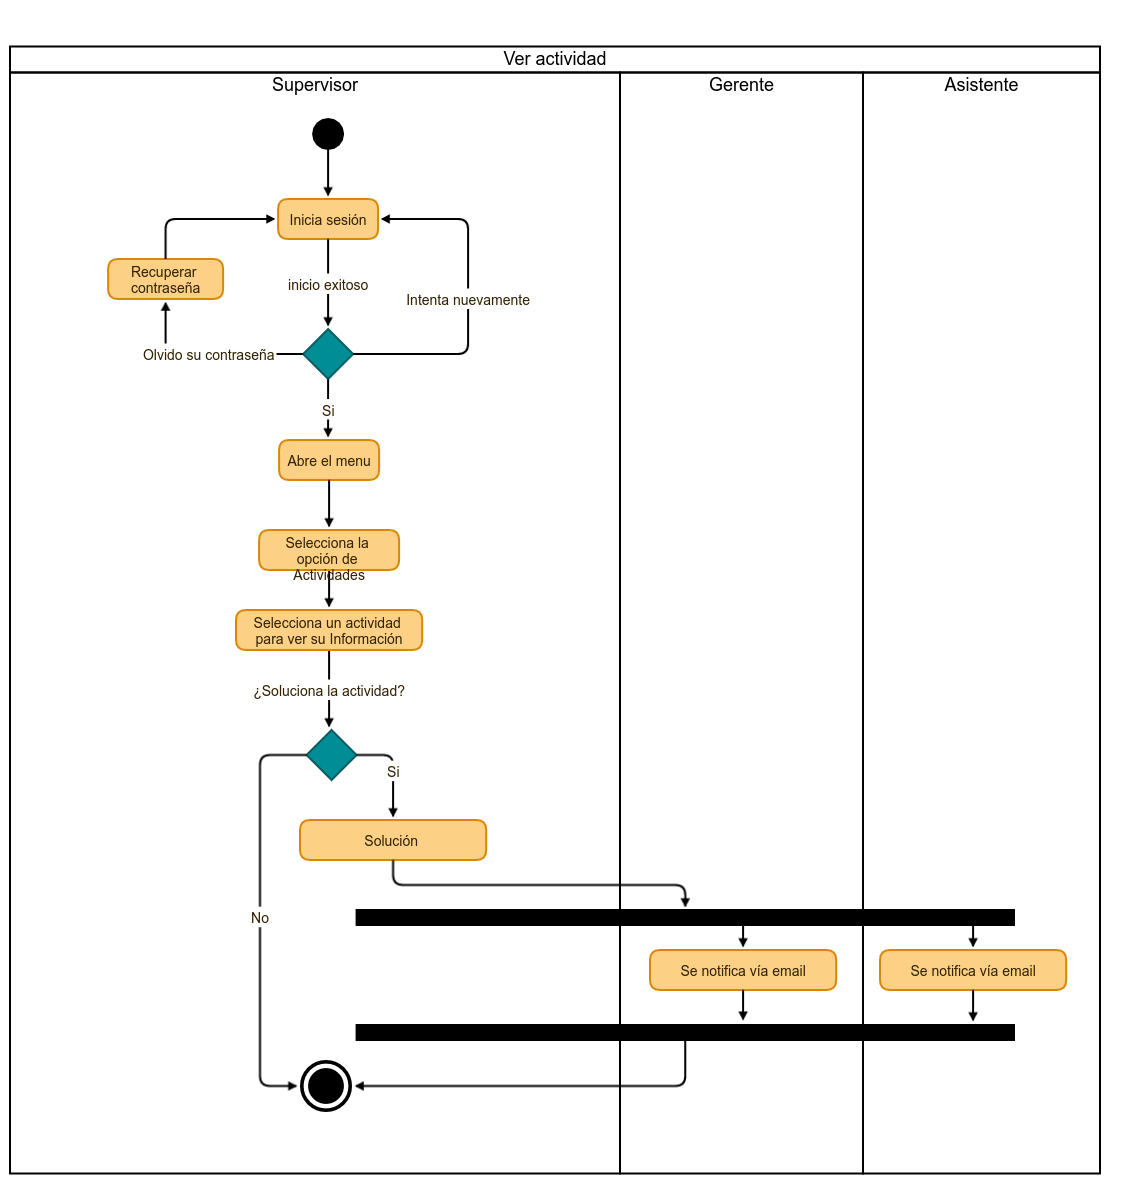 Ver actividad
Supervisor
Gerente
Asistente
Inicia sesión
Recuperar
contraseña
inicio exitoso
Intenta nuevamente
Olvido su contraseña
Si
Abre el menu
Selecciona la
opción de
Actividades
Selecciona un actividad
para ver su Información
¿Soluciona la actividad?
Si
Solución
No
Se notifica vía email
Se notifica vía email